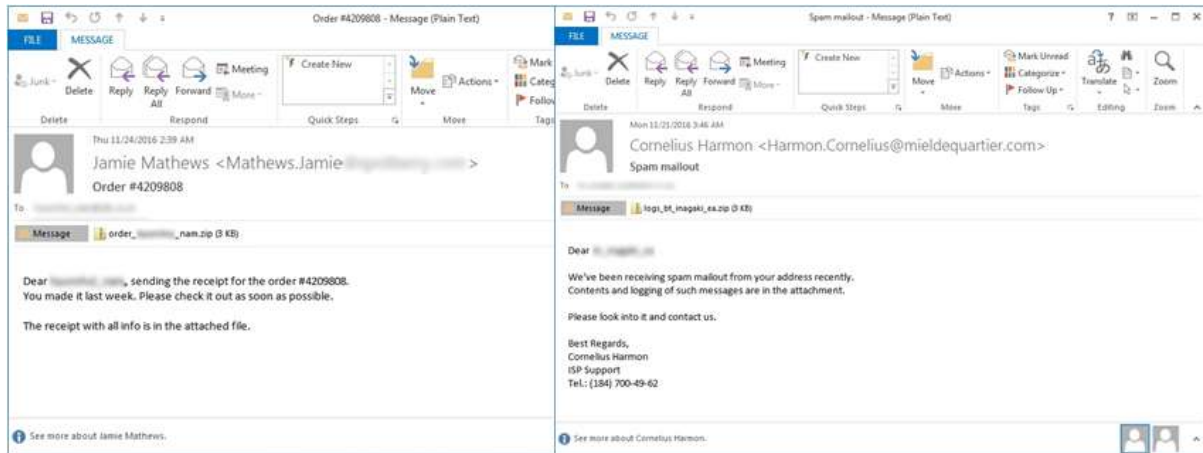 Order #4209808 - Message (Plain Text)
FILE MESSAGE
Junk
Delete
Reply
Reply All
Forward
Meeting
More
Create New
Move
Actions
Mark
Categ
Follow
Delete
Respond
Quick Steps
Move
Tags
Thu 11/24/2016 2:39 AM
Jamie Mathews <Mathews.Jamie >
Order #4209808
To
Message order_ _nam.zip (3 KB)
Dear , sending the receipt for the order #4209808.
You made it last week. Please check it out as soon as possible.
The receipt with all info is in the attached file.
See more about Jamie Mathews.
Spam mailout - Message (Plain Text)
FILE MESSAGE
Junk
Delete
Reply
Reply All
Forward
Meeting
More
Create New
Move
Actions
Mark Unread
Categorize
Follow Up
Translate
Zoom
Delete
Respond
Quick Steps
Move
Tags
Editing
Zoom
Mon 11/21/2016 3:46 AM
Cornelius Harmon <Harmon.Cornelius@mieldequartier.com>
Spam mailout
To
Message logs_bt_inagaki_ea.zip (3 KB)
Dear
We've been receiving spam mailout from your address recently.
Contents and logging of such messages are in the attachment.
Please look into it and contact us.
Best Regards,
Cornelius Harmon
ISP Support
Tel.: (184) 700-49-62
See more about Cornelius Harmon.